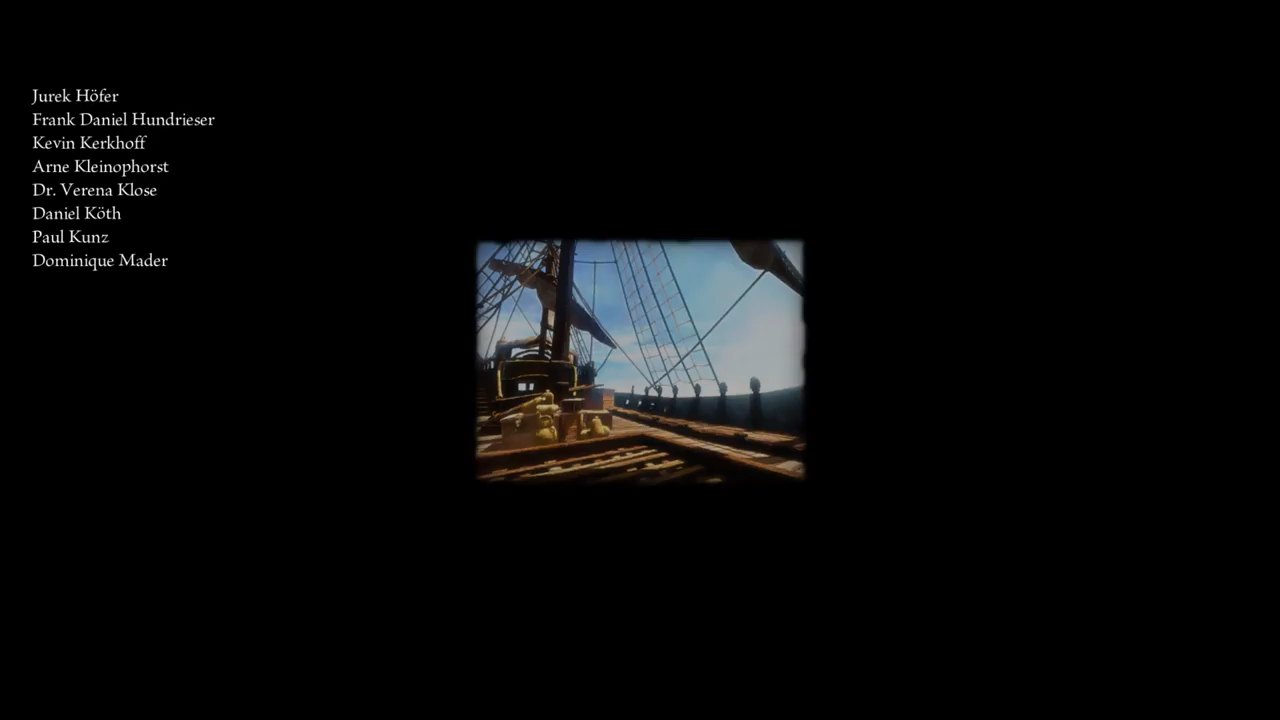 Jurek Höfer
Frank Daniel Hundrieser
Kevin Kerkhoff
Arne Kleinophorst
Dr. Verena Klose
Daniel Köth
Paul Kunz
Dominique Mader